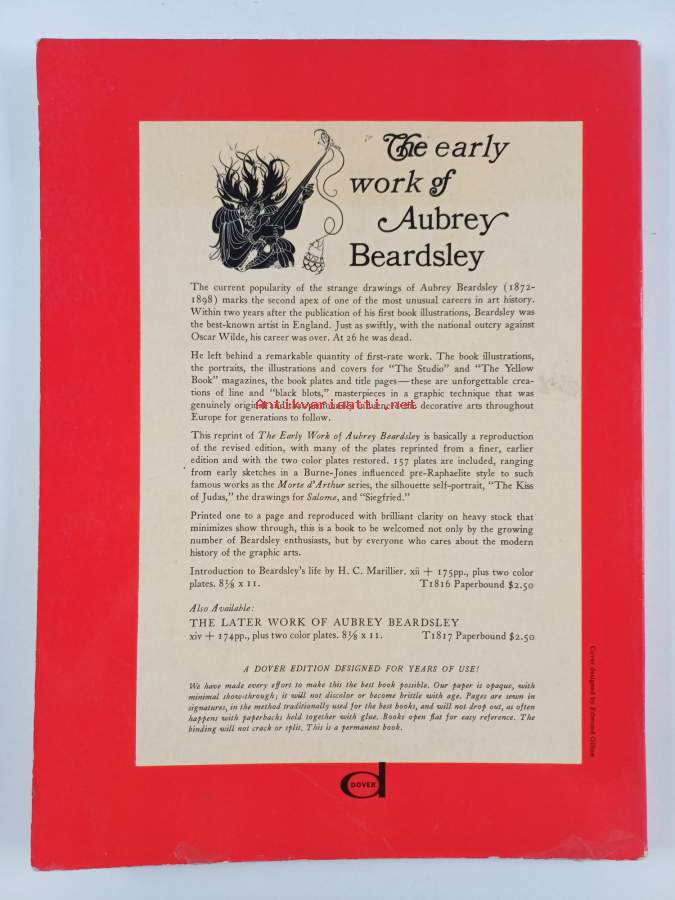 The early
work of
Aubrey
Beardsley
The current popularity of the strange drawings of Aubrey Beardsley (1872-
1898) marks the second apex of one of the most unusual careers in art history.
Within two years after the publication of his first book illustrations, Beardsley was
the best-known artist in England. Just as swiftly, with the national outcry against
Oscar Wilde, his career was over. At 26 he was dead.
He left behind a remarkable quantity of first-rate work. The book illustrations,
the portraits, the illustrations and covers for "The Studio" and "The Yellow
Book" magazines, the book plates and title pages—these are unforgettable crea-
tions of line and "black blots," masterpieces in a graphic technique that was
genuinely original decorative arts throughout
Antikvariaatti.net
Europe for generations to follow.
This reprint of The Early Work of Aubrey Beardsley is basically a reproduction
of the revised edition, with many of the plates reprinted from a finer, earlier
edition and with the two color plates restored. 157 plates are included, ranging
from early sketches in a Burne-Jones influenced pre-Raphaelite style to such
famous works as the Morte d'Arthur series, the silhouette self-portrait, "The Kiss
of Judas," the drawings for Salome, and "Siegfried."
Printed one to a page and reproduced with brilliant clarity on heavy stock that
minimizes show through, this is a book to be welcomed not only by the growing
number of Beardsley enthusiasts, but by everyone who cares about the modern
history of the graphic arts.
Introduction to Beardsley's life by H. C. Marillier. xii + 175pp., plus two color
plates. 8⅛ x 11. T1816 Paperbound $2.50
Also Available:
THE LATER WORK OF AUBREY BEARDSLEY
xiv + 174pp., plus two color plates. 8⅛ x 11. T1817 Paperbound $2.50
A DOVER EDITION DESIGNED FOR YEARS OF USE!
We have made every effort to make this the best book possible. Our paper is opaque, with
minimal show-through; it will not discolor or become brittle with age. Pages are sewn in
signatures, in the method traditionally used for the best books, and will not drop out, as often
happens with paperbacks held together with glue. Books open flat for easy reference. The
binding will not crack or split. This is a permanent book.
Cover designed by Edmund Gillon
DOVER